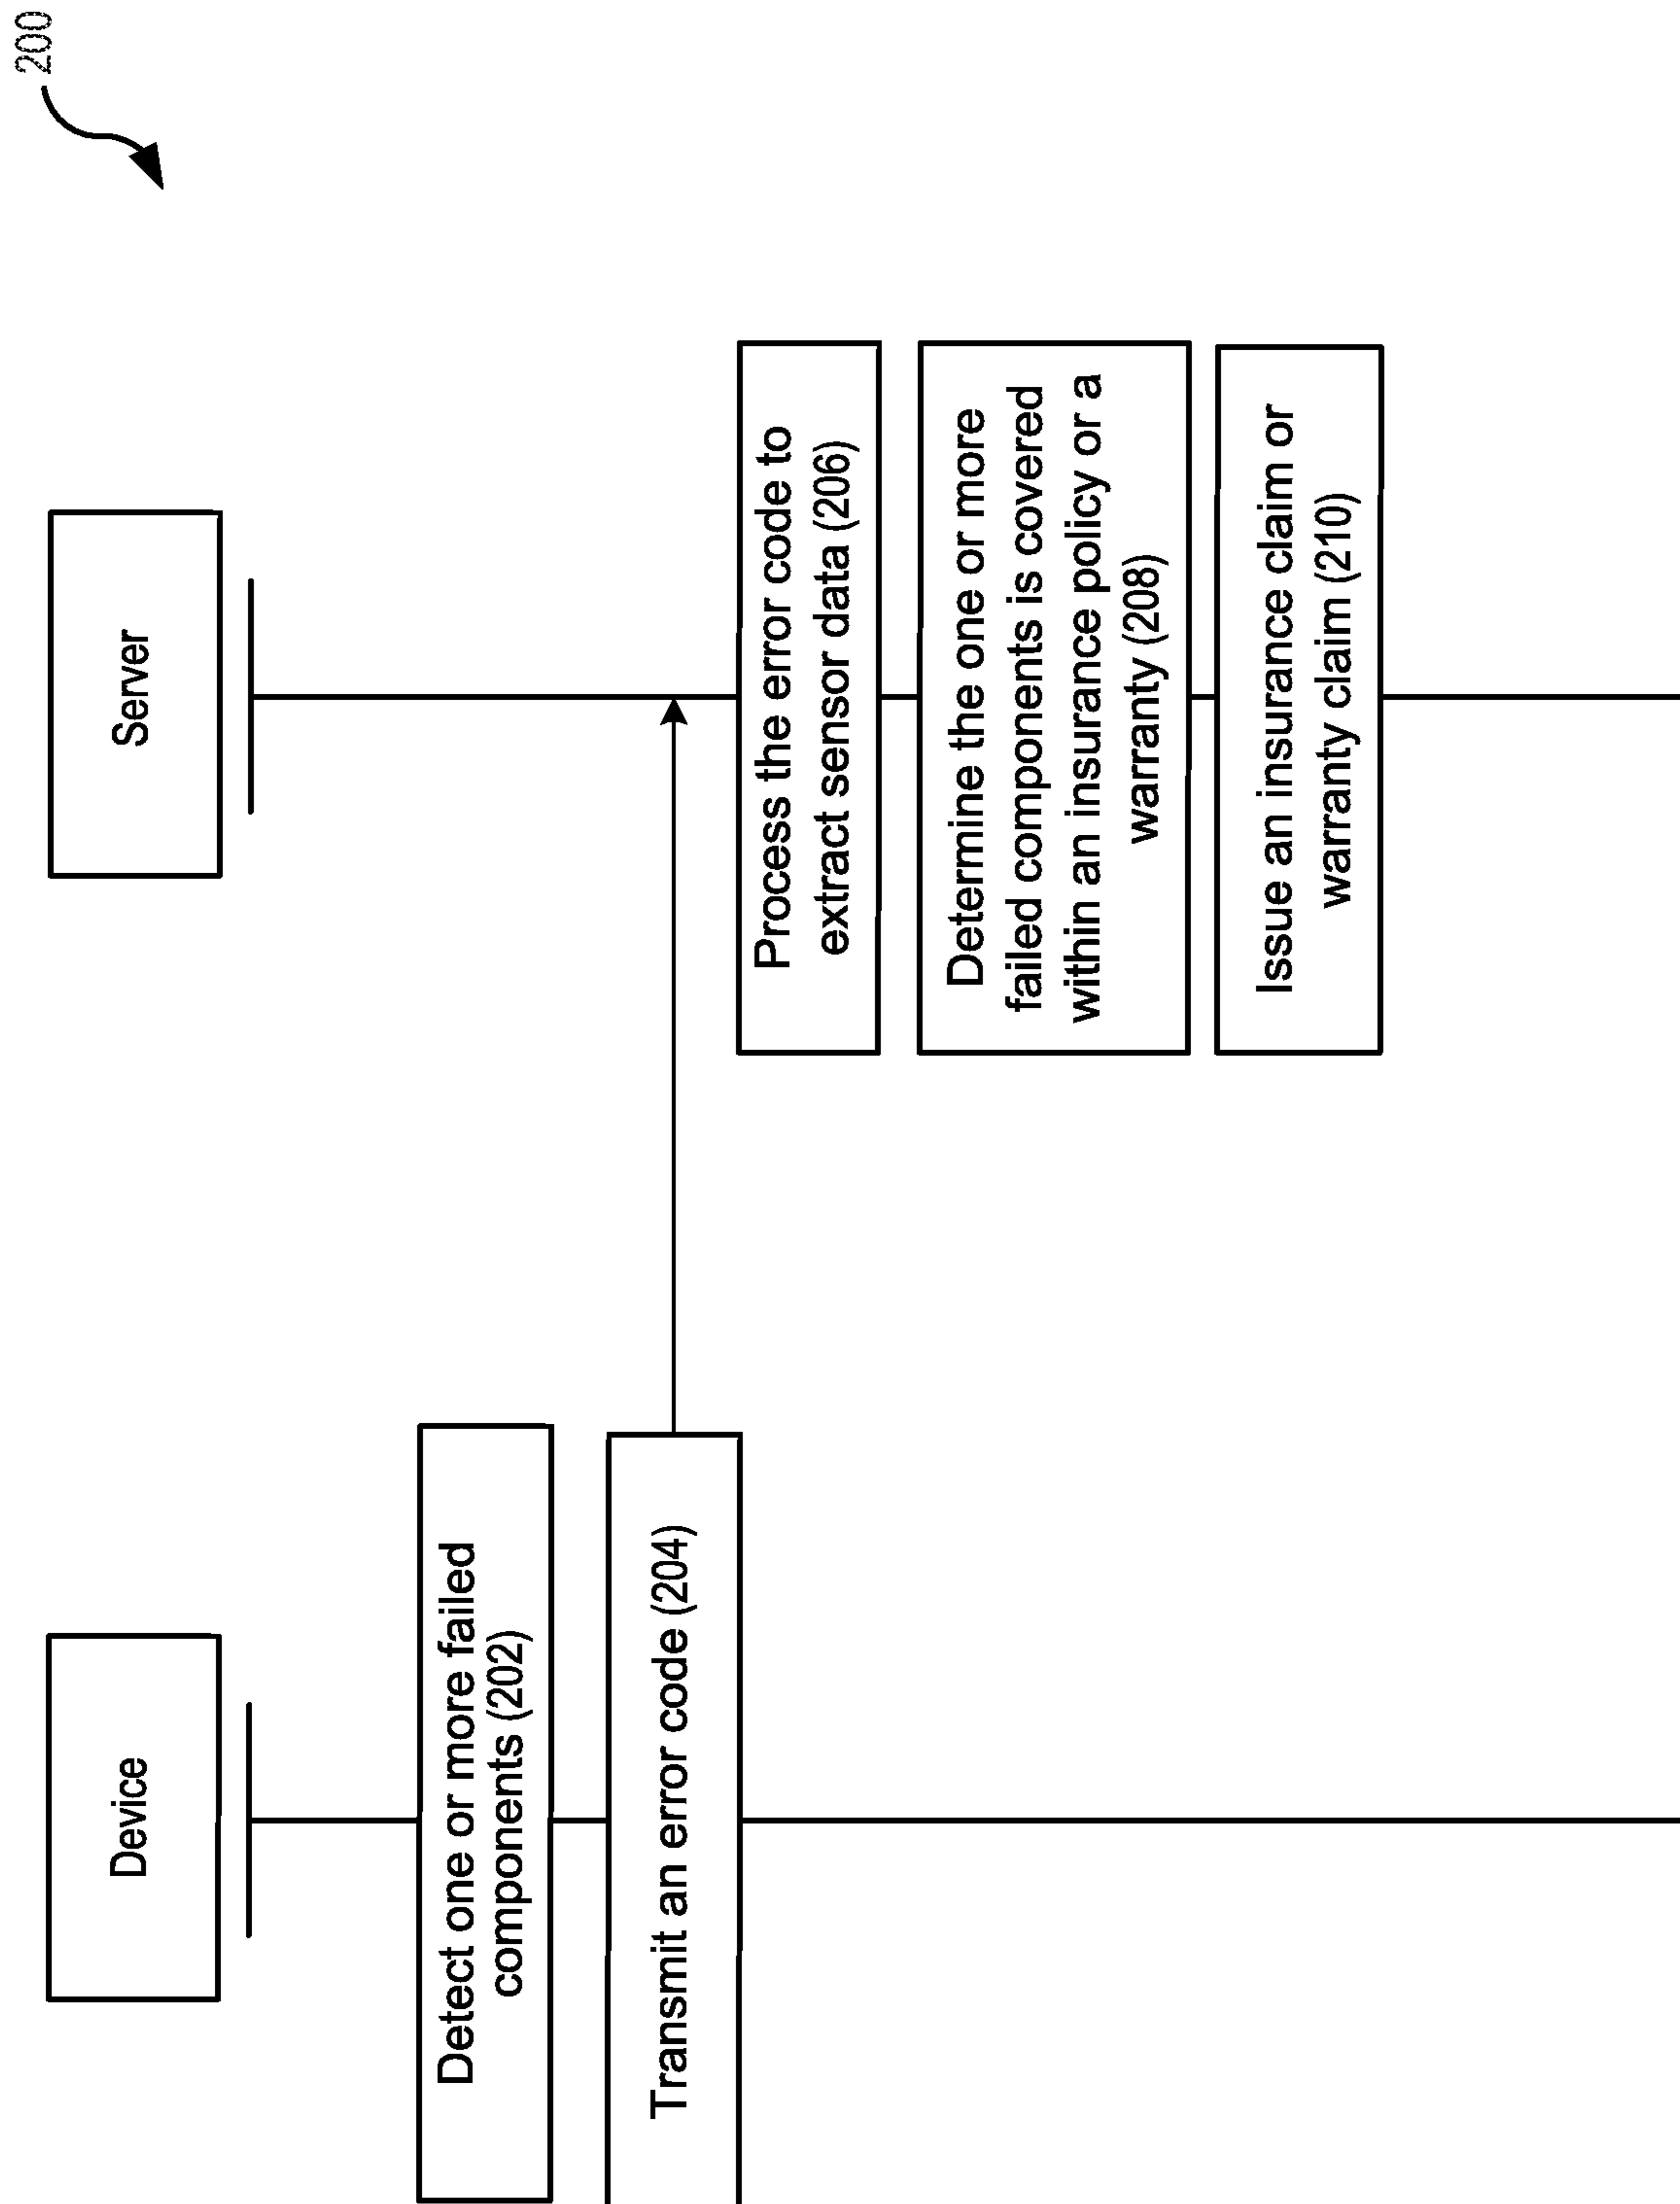 200
Device
Server
Detect one or more failed
components (202)
Transmit an error code (204)
Process the error code to
extract sensor data (206)
Determine the one or more
failed components is covered
within an insurance policy or a
warranty (208)
Issue an insurance claim or
warranty claim (210)